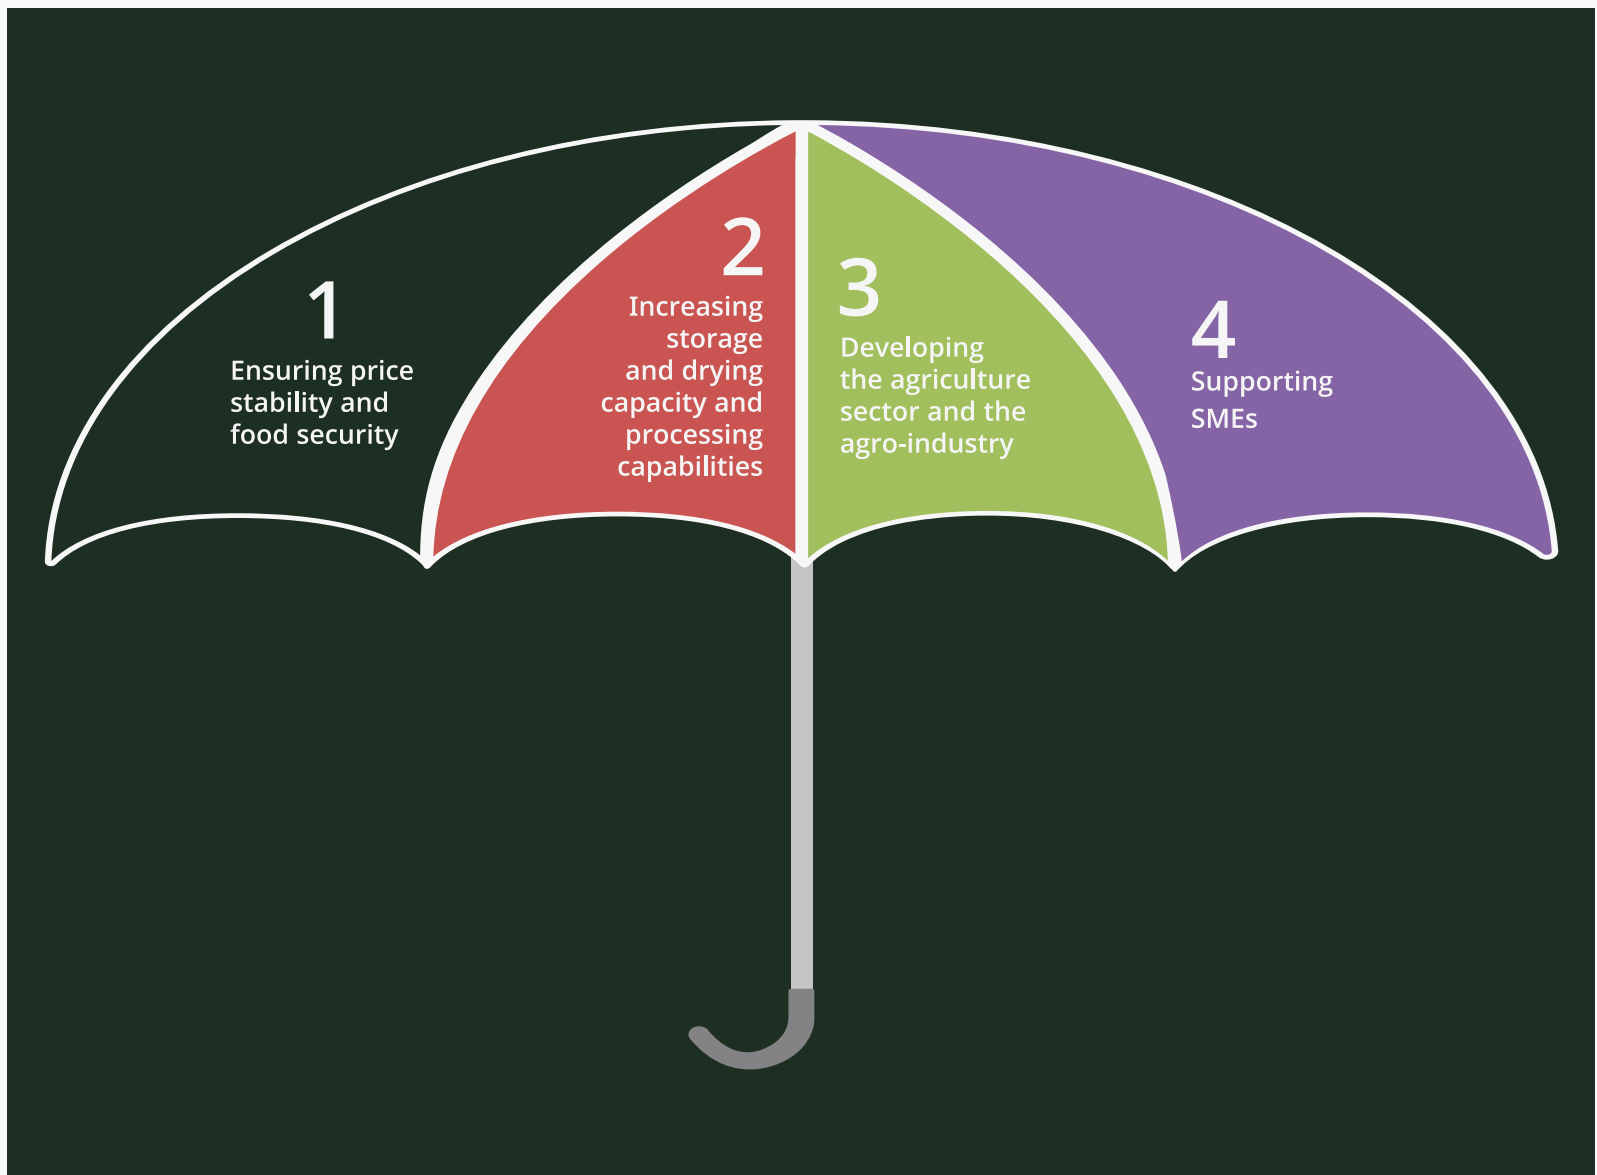 1
Ensuring price
stability and
food security
2
Increasing
storage
and drying
capacity and
processing
capabilities
3
Developing
the agriculture
sector and the
agro-industry
4
Supporting
SMEs